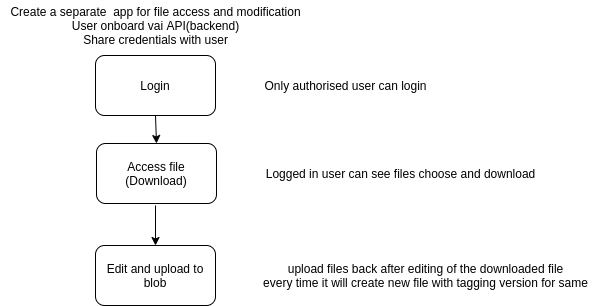 Create a separate  app for file access and modification
User onboard vai API(backend)
Share credentials with user
Login
Only authorised user can login
Access file
(Download)
Logged in user can see files choose and download
Edit and upload to
blob
upload files back after editing of the downloaded file
every time it will create new file with tagging version for same